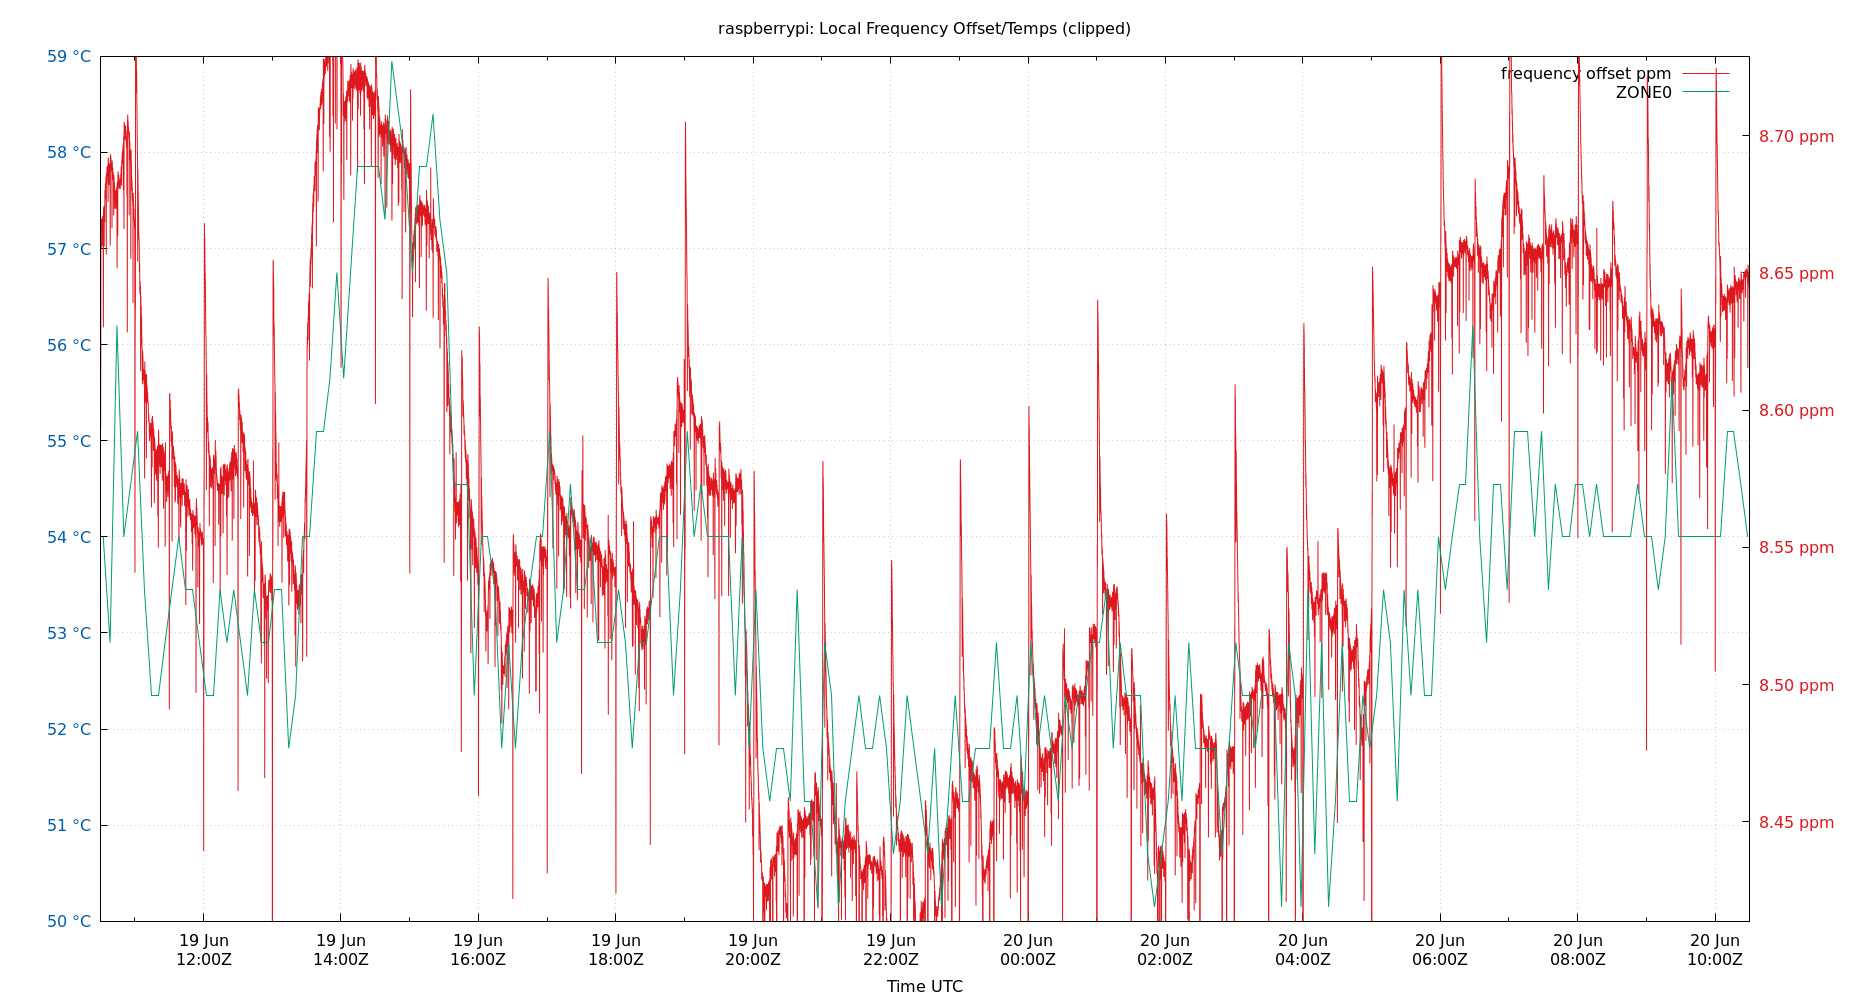 raspberrypi: Local Frequency Offset/Temps (clipped)
59 °C
58 °C
57 °C
56 °C
55 °C
54 °C
53 °C
52 °C
51 °C
50 °C
frequency offset ppm
ZONE0
8.70 ppm
8.65 ppm
8.60 ppm
8.55 ppm
8.50 ppm
8.45 ppm
19 Jun 19 Jun 19 Jun 19 Jun 19 Jun 19 Jun 20 Jun 20 Jun 20 Jun 20 Jun 20 Jun 20 Jun
12:00Z 14:00Z 16:00Z 18:00Z 20:00Z 22:00Z 00:00Z 02:00Z 04:00Z 06:00Z 08:00Z 10:00Z
Time UTC